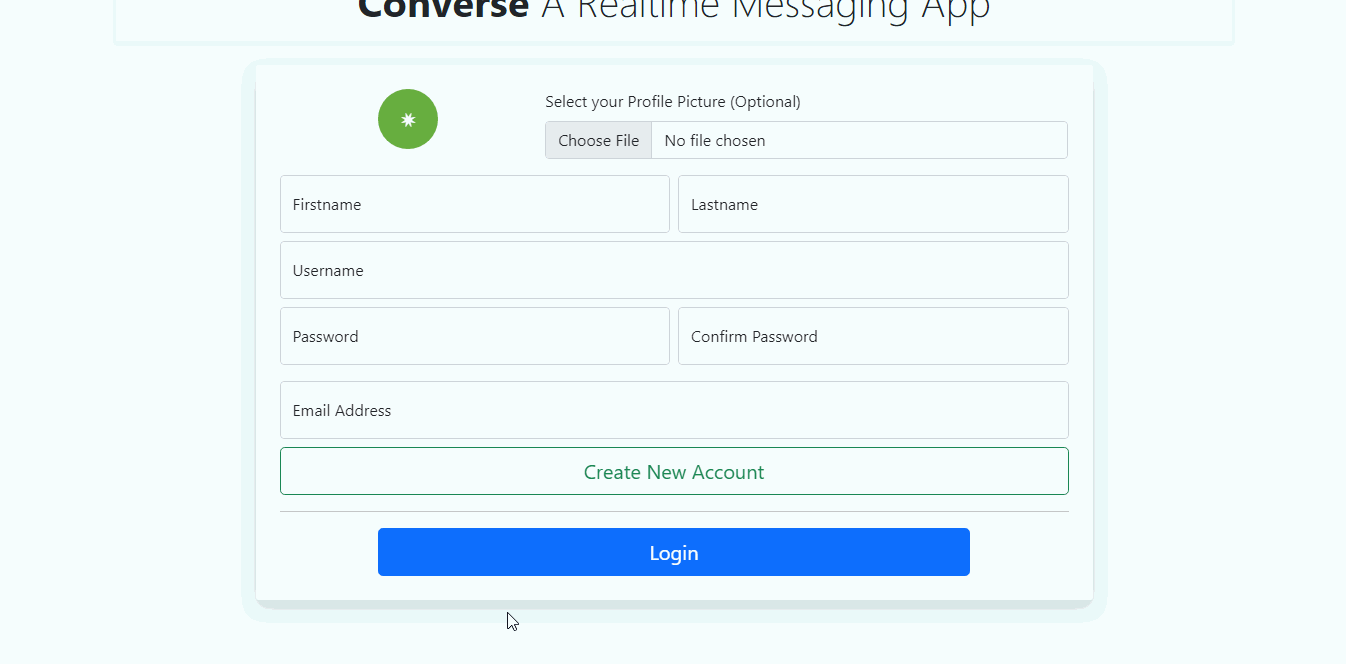 Converse A Realtime Messaging App
Select your Profile Picture (Optional)
Choose File No file chosen
Firstname Lastname
Username
Password Confirm Password
Email Address
Create New Account
Login